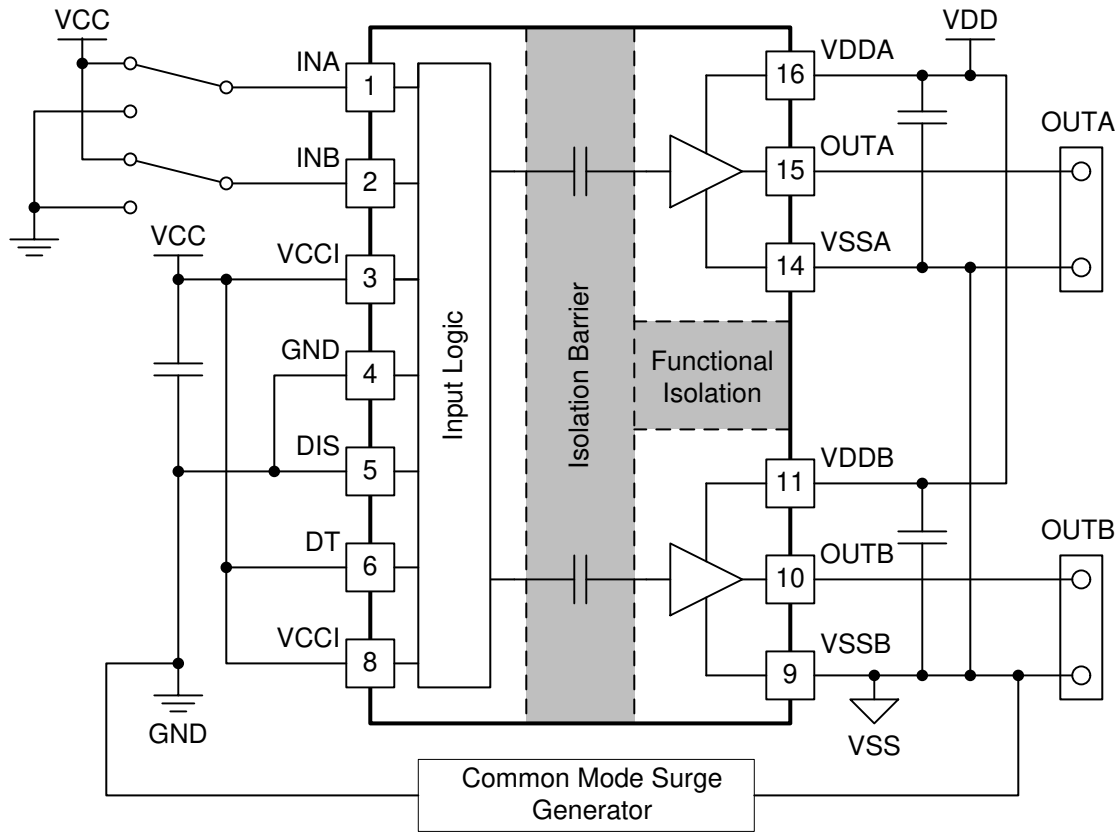 VCC
VDD
INA
1
16
VDDA
OUTA
INB
2
15
OUTA
VCC
VCCI
3
14
VSSA
GND
4
Input Logic
Isolation Barrier
Functional
Isolation
DIS
5
11
VDDB
OUTB
DT
6
10
OUTB
VCCI
8
9
VSSB
GND
VSS
Common Mode Surge
Generator